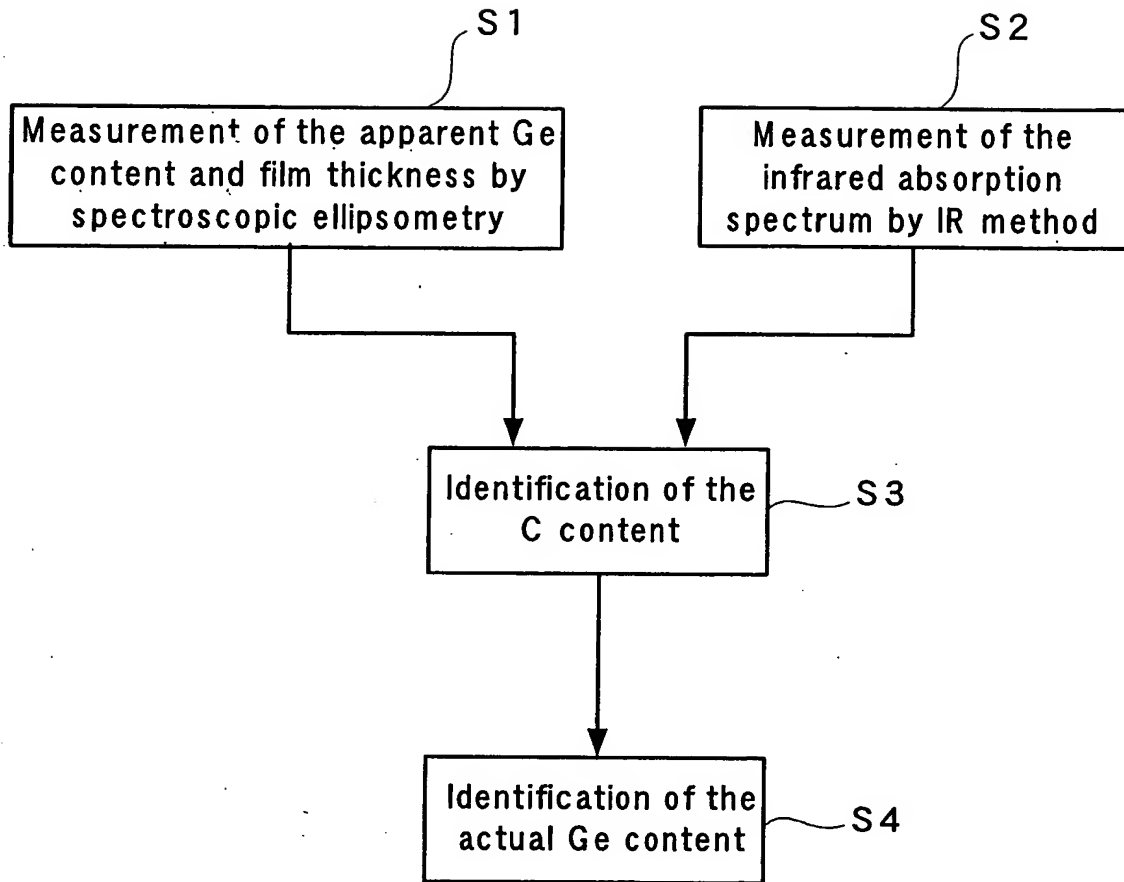 S1
S2
Measurement of the apparent Ge
content and film thickness by
spectroscopic ellipsometry
Measurement of the
infrared absorption
spectrum by IR method
Identification of the
C content
S3
Identification of the
actual Ge content
S4